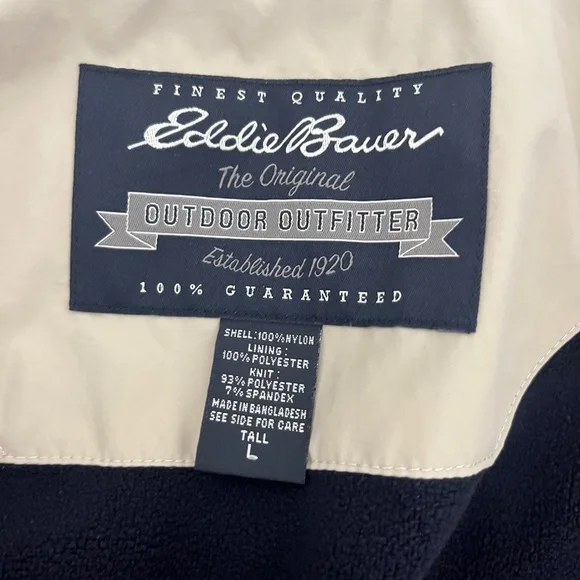 FINEST QUALITY
Eddie Bauer
The Original
OUTDOOR OUTFITTER
Established 1920
100% GUARANTEED
SHELL:100%NYLON
LINING:
100%POLYESTER
KNIT:
93%POLYESTER
7%SPANDEX
MADE IN BANGLADESH
SEE SIDE FOR CARE
TALL
L